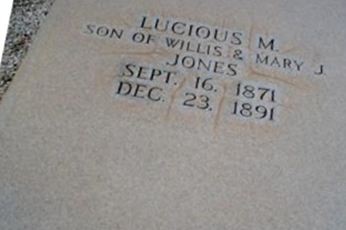 LUCIOUS M.
SON OF WILLIS & MARY J.
JONES
SEPT. 16. 1871
DEC. 23. 1891